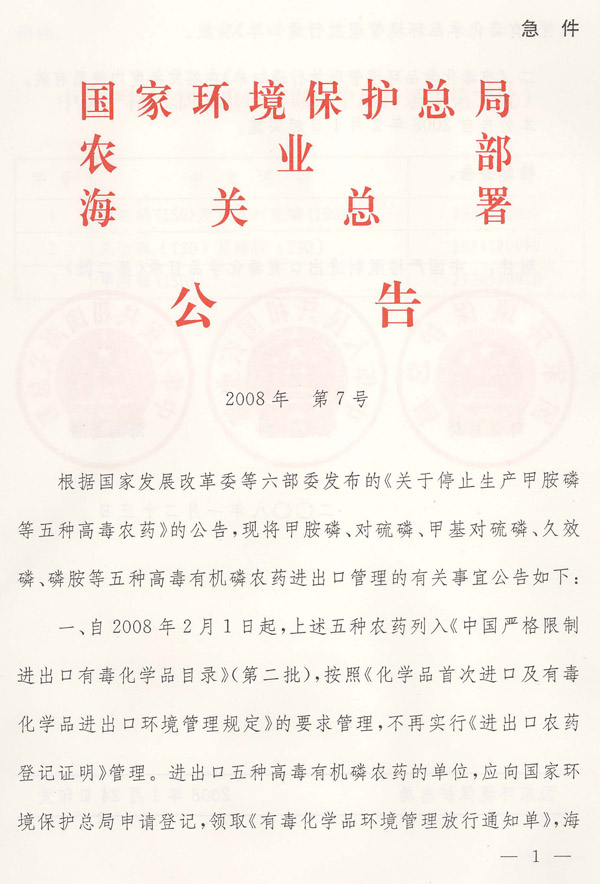 急 件
国家环境保护总局
农业部
海关总署
公告
2008年 第7号
根据国家发展改革委等六部委发布的《关于停止生产甲胺磷
等五种高毒农药》的公告,现将甲胺磷、对硫磷、甲基对硫磷、久效
磷、磷胺等五种高毒有机磷农药进出口管理的有关事宜公告如下:
一、自2008年2月1日起,上述五种农药列入《中国严格限制
进出口有毒化学品目录》(第二批),按照《化学品首次进口及有毒
化学品进出口环境管理规定》的要求管理,不再实行《进出口农药
登记证明》管理。进出口五种高毒有机磷农药的单位,应向国家环
境保护总局申请登记,领取《有毒化学品环境管理放行通知单》,海
— 1 —